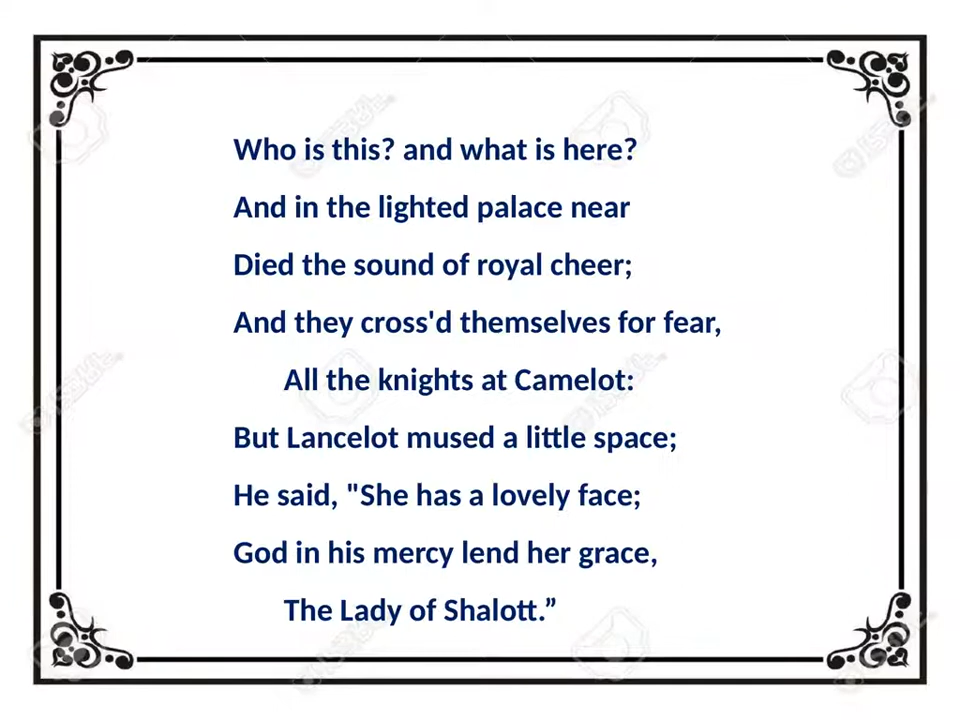 Who is this? and what is here?
And in the lighted palace near
Died the sound of royal cheer;
And they cross'd themselves for fear,
All the knights at Camelot:
But Lancelot mused a little space;
He said, "She has a lovely face;
God in his mercy lend her grace,
The Lady of Shalott.”